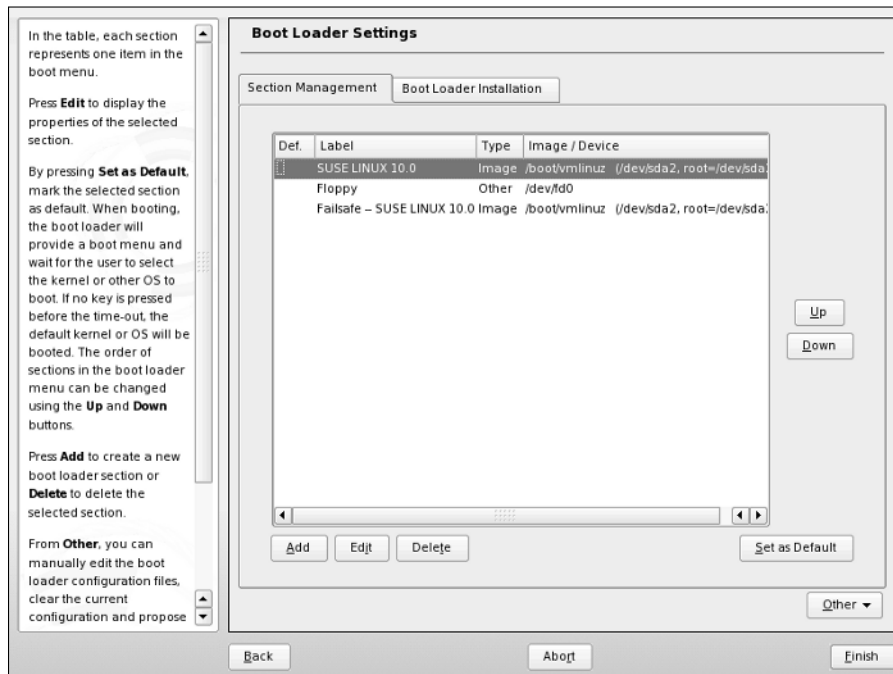 In the table, each section
represents one item in the
boot menu.
Press Edit to display the
properties of the selected
section.
By pressing Set as Default,
mark the selected section
as default. When booting,
the boot loader will
provide a boot menu and
wait for the user to select
the kernel or other OS to
boot. If no key is pressed
before the time-out, the
default kernel or OS will be
booted. The order of
sections in the boot loader
menu can be changed
using the Up and Down
buttons.
Press Add to create a new
boot loader section or
Delete to delete the
selected section.
From Other, you can
manually edit the boot
loader configuration files,
clear the current
configuration and propose
Boot Loader Settings
Section Management
Boot Loader Installation
Def. Label Type Image / Device
SUSE LINUX 10.0 Image /boot/vmlinuz (/dev/sda2, root=/dev/sda
Floppy Other /dev/fd0
Failsafe -- SUSE LINUX 10.0 Image /boot/vmlinuz (/dev/sda2, root=/dev/sda
Up
Down
Add Edit Delete Set as Default
Other
Back Abort Finish